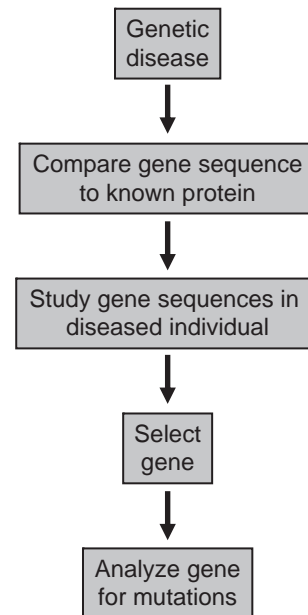 Genetic
disease
Compare gene sequence
to known protein
Study gene sequences in
diseased individual
Select
gene
Analyze gene
for mutations